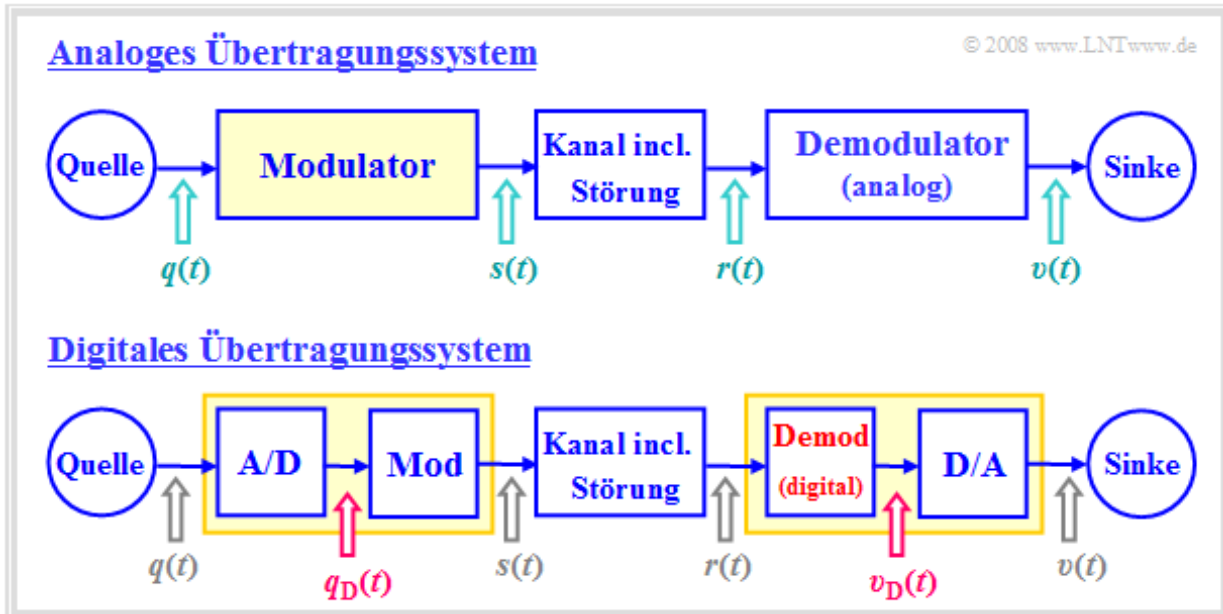 Analoges Übertragungssystem
© 2008 www.LNTwww.de
Quelle
Modulator
Kanal incl.
Störung
Demodulator
(analog)
Sinke
q(t)
s(t)
r(t)
v(t)
Digitales Übertragungssystem
Quelle
A/D
Mod
Kanal incl.
Störung
Demod
(digital)
D/A
Sinke
q(t)
qD(t)
s(t)
r(t)
vD(t)
v(t)